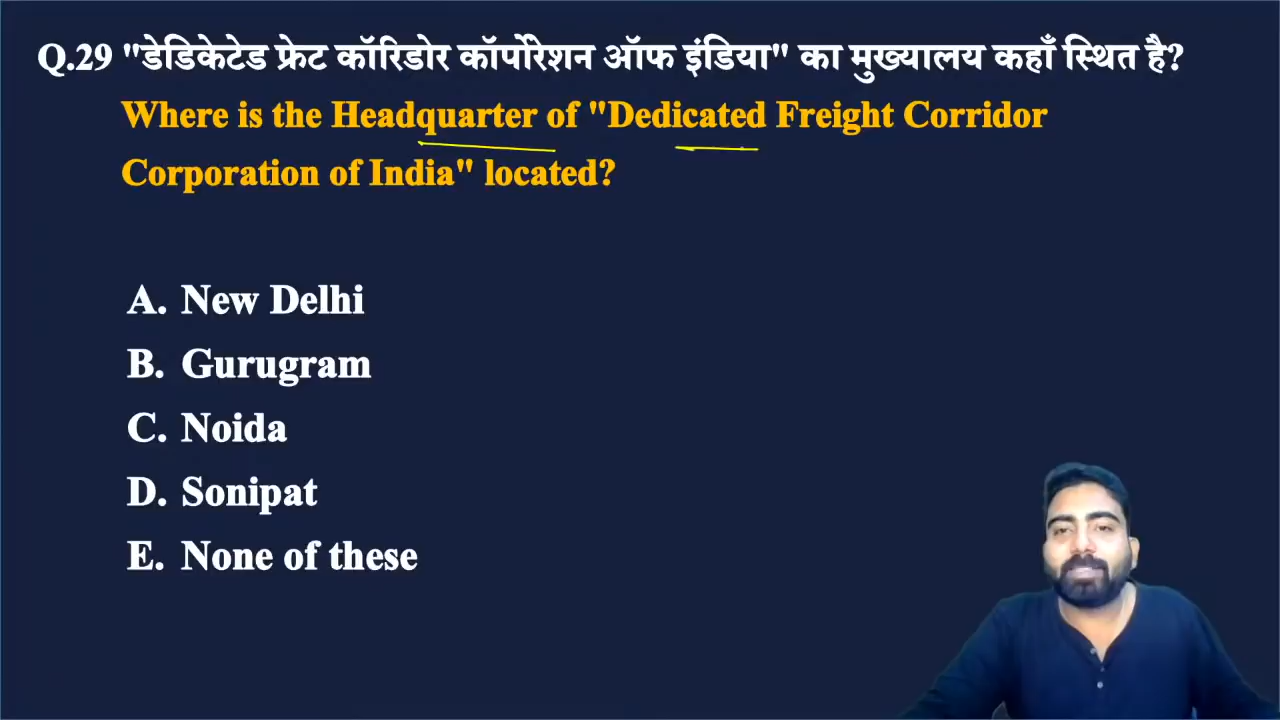 Q.29 "डेडिकेटेड फ्रेट कॉरिडोर कॉर्पोरेशन ऑफ इंडिया" का मुख्यालय कहाँ स्थित है?
Where is the Headquarter of "Dedicated Freight Corridor
Corporation of India" located?
A. New Delhi
B. Gurugram
C. Noida
D. Sonipat
E. None of these